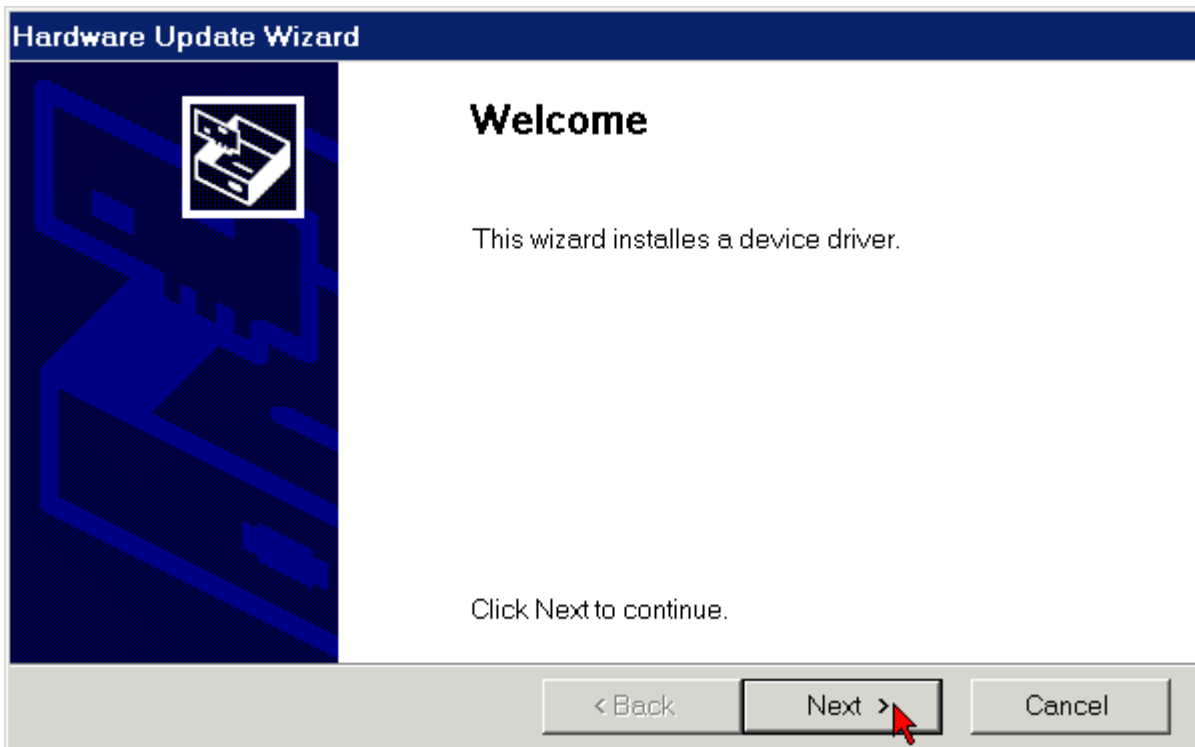 Hardware Update Wizard
Welcome
This wizard installes a device driver.
Click Next to continue.
< Back Next > Cancel